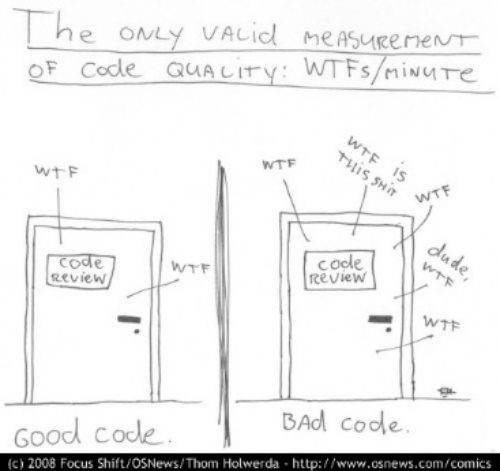 The ONLY VALID MEASUREMENT
OF Code QUALITY: WTFs/MINUTE
WTF
code
REVIEW
WTF
Good code.
WTF
WTF is
THIS SHIT
WTF
code
REVIEW
dude,
WTF
WTF
BAd code.
(c) 2008 Focus Shift/OSNews/Thom Holwerda - http://www.osnews.com/comics